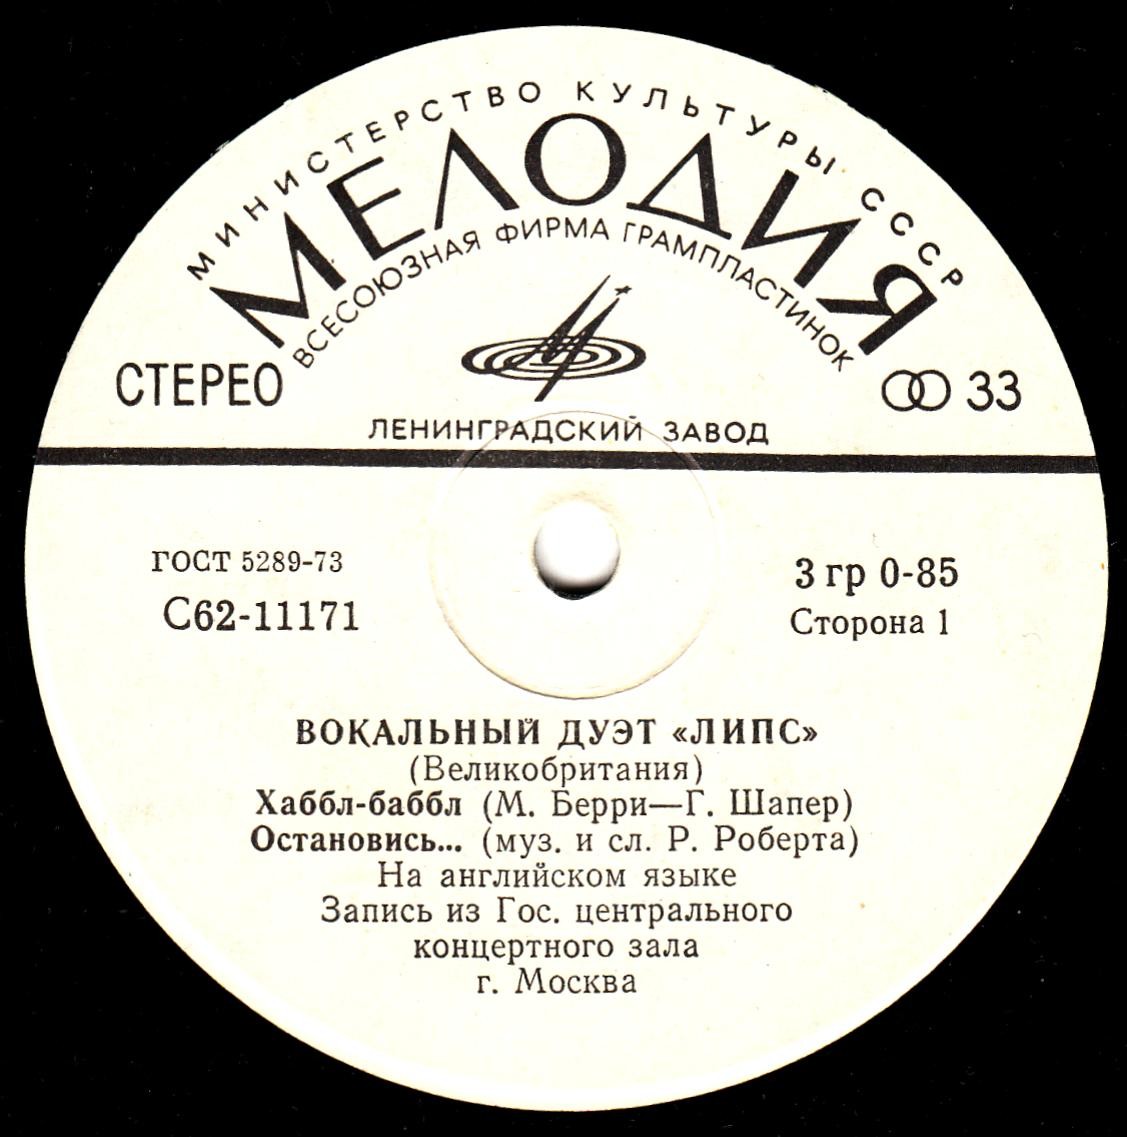 МИНИСТЕРСТВО КУЛЬТУРЫ СССР
МЕЛОДИЯ
ВСЕСОЮЗНАЯ ФИРМА ГРАМПЛАСТИНОК
СТЕРЕО
33
ЛЕНИНГРАДСКИЙ ЗАВОД
ГОСТ 5289-73
С62-11171
3 гр 0-85
Сторона 1
ВОКАЛЬНЫЙ ДУЭТ «ЛИПС»
(Великобритания)
Хаббл-баббл (М. Берри—Г. Шапер)
Остановись... (муз. и сл. Р. Роберта)
На английском языке
Запись из Гос. центрального
концертного зала
г. Москва